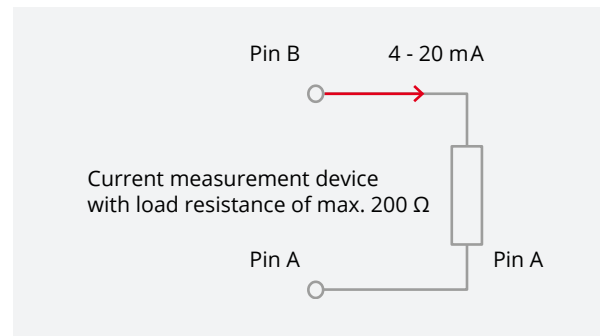 Pin B
4 - 20 mA
Current measurement device
with load resistance of max. 200 Ω
Pin A
Pin A